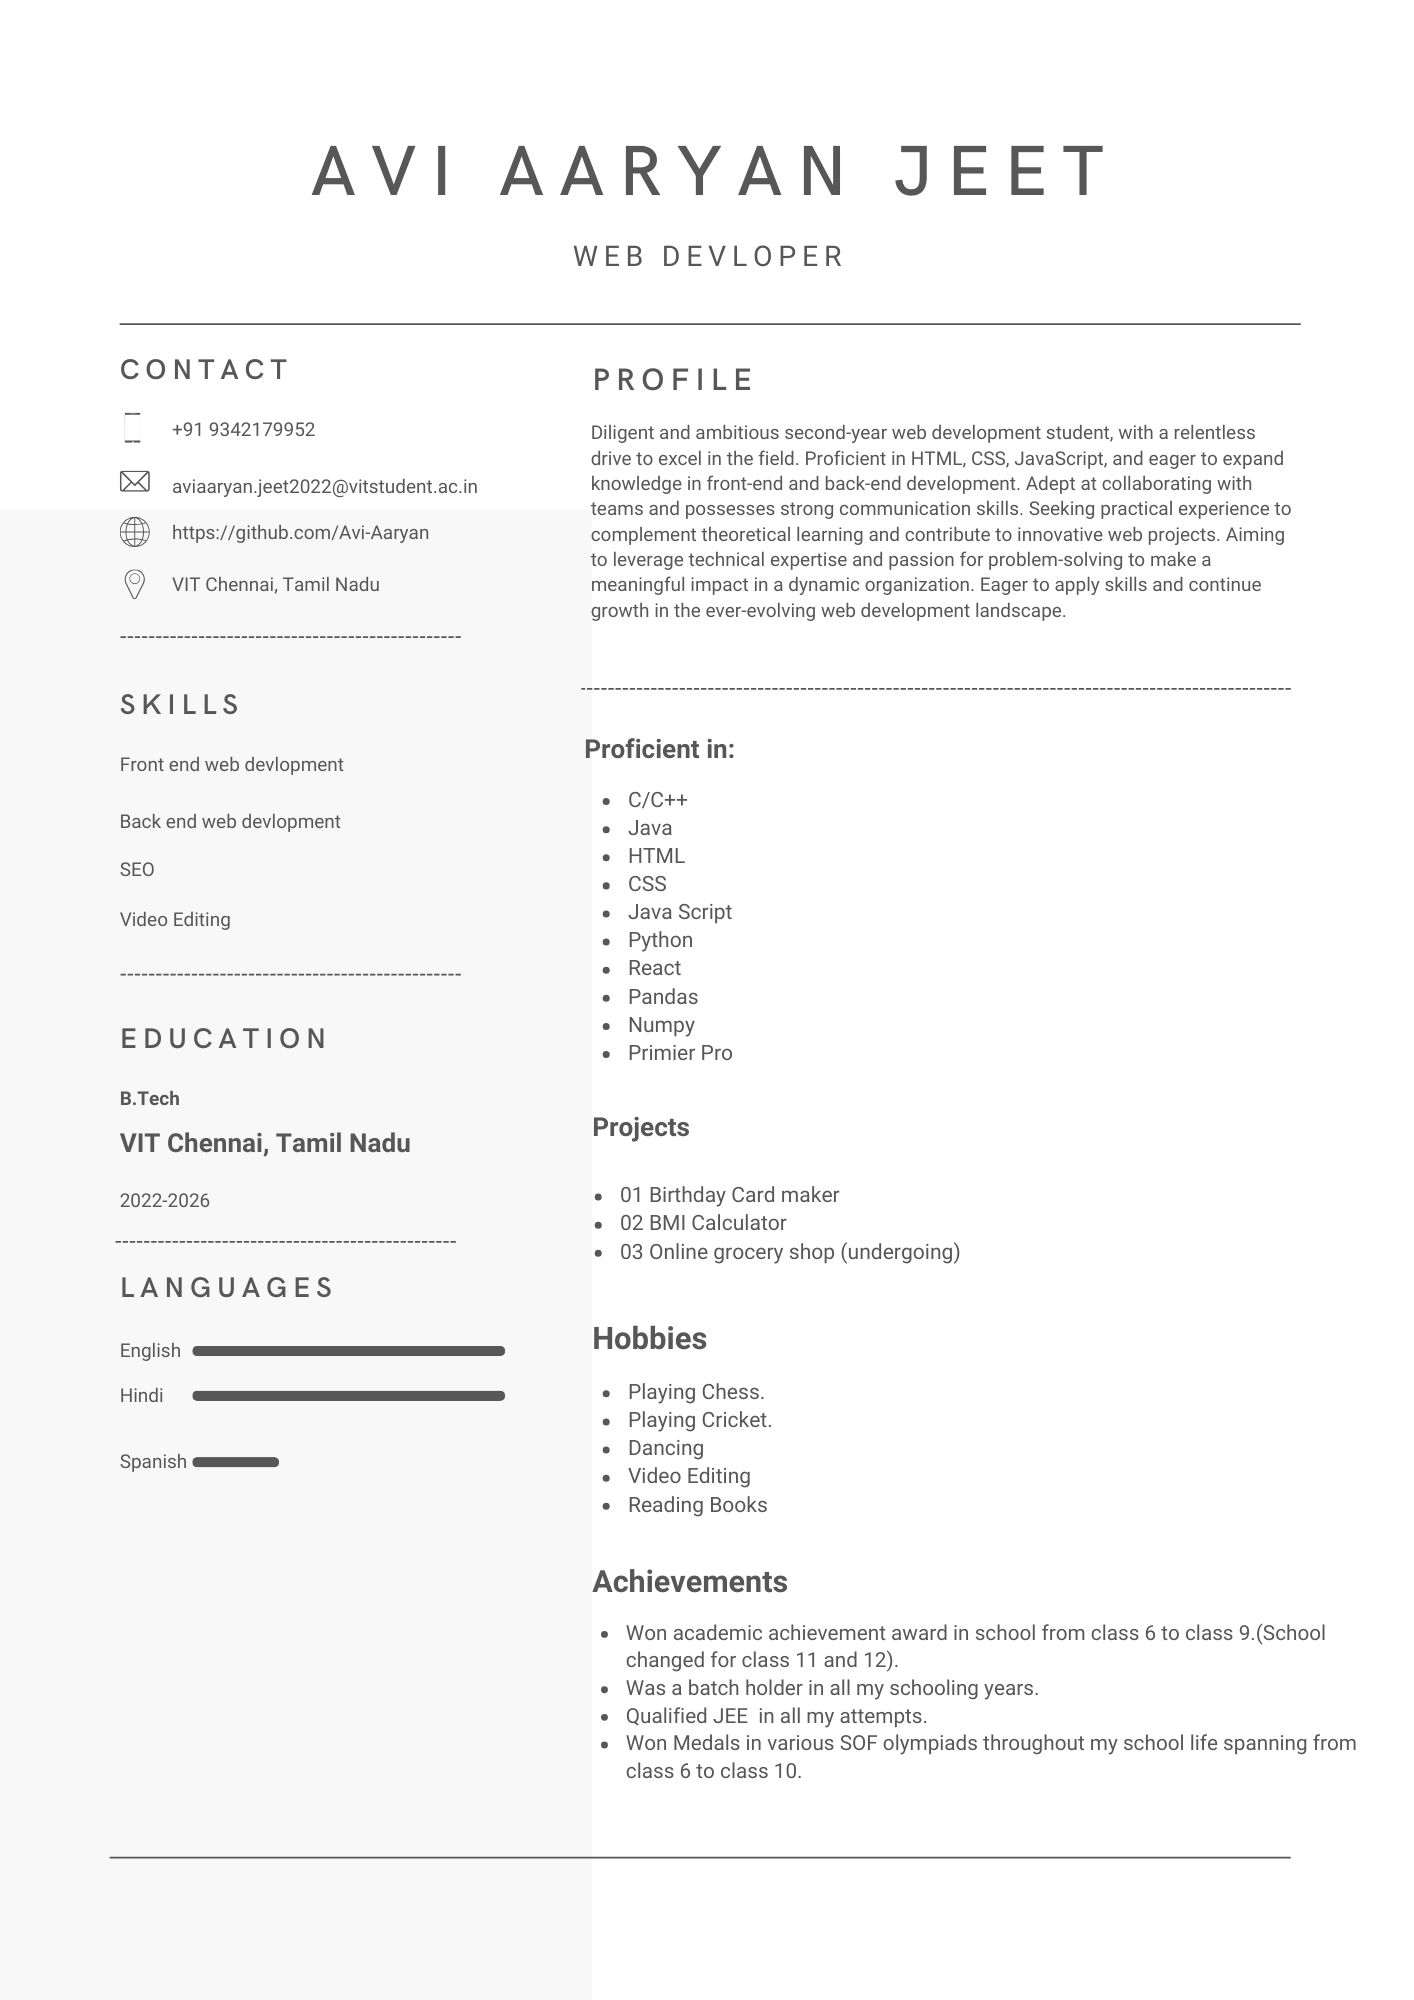 AVI AARYAN JEET
WEB DEVLOPER
CONTACT
+91 9342179952
aviaaryan.jeet2022@vitstudent.ac.in
https://github.com/Avi-Aaryan
VIT Chennai, Tamil Nadu
------------------------------------------------
SKILLS
Front end web devlopment
Back end web devlopment
SEO
Video Editing
------------------------------------------------
EDUCATION
B.Tech
VIT Chennai, Tamil Nadu
2022-2026
------------------------------------------------
LANGUAGES
English
Hindi
Spanish
PROFILE
Diligent and ambitious second-year web development student, with a relentless
drive to excel in the field. Proficient in HTML, CSS, JavaScript, and eager to expand
knowledge in front-end and back-end development. Adept at collaborating with
teams and possesses strong communication skills. Seeking practical experience to
complement theoretical learning and contribute to innovative web projects. Aiming
to leverage technical expertise and passion for problem-solving to make a
meaningful impact in a dynamic organization. Eager to apply skills and continue
growth in the ever-evolving web development landscape.
----------------------------------------------------------------------------------------------------
Proficient in:
• C/C++
• Java
• HTML
• CSS
• Java Script
• Python
• React
• Pandas
• Numpy
• Primier Pro
Projects
• 01 Birthday Card maker
• 02 BMI Calculator
• 03 Online grocery shop (undergoing)
Hobbies
• Playing Chess.
• Playing Cricket.
• Dancing
• Video Editing
• Reading Books
Achievements
• Won academic achievement award in school from class 6 to class 9.(School
changed for class 11 and 12).
• Was a batch holder in all my schooling years.
• Qualified JEE  in all my attempts.
• Won Medals in various SOF olympiads throughout my school life spanning from
class 6 to class 10.